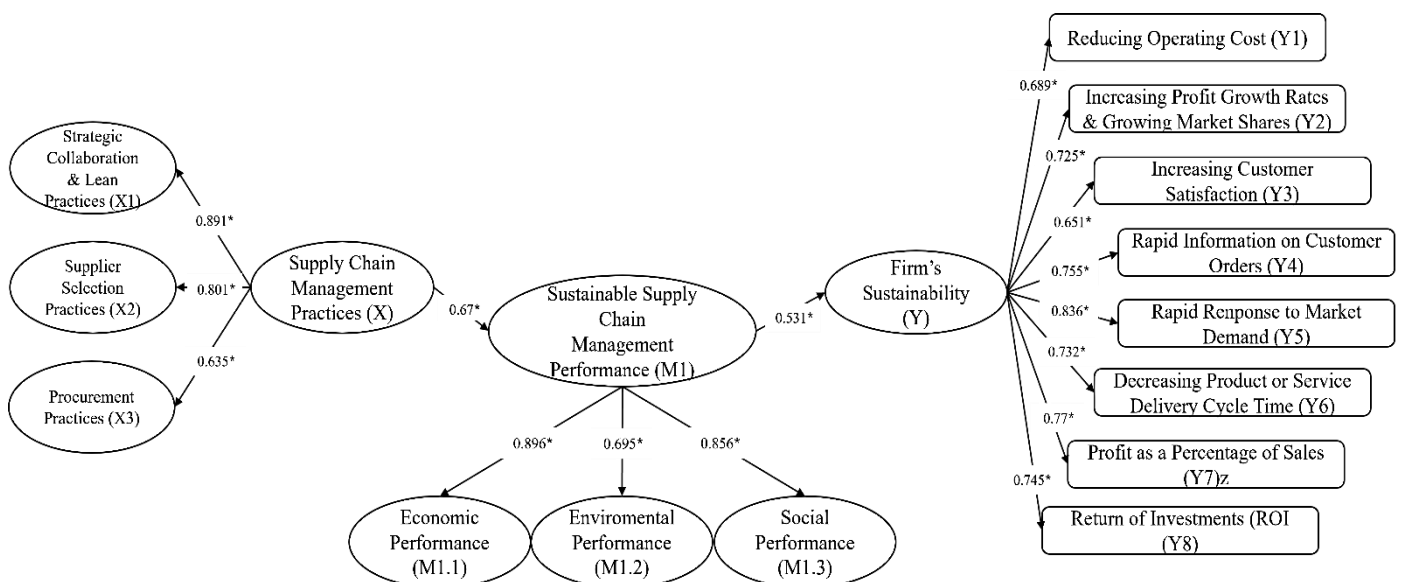 Strategic
Collaboration
& Lean
Practices (X1)
0.891*
Supplier
Selection
Practices (X2)
0.801*
Procurement
Practices (X3)
0.635*
Supply Chain
Management
Practices (X)
0.67*
Sustainable Supply
Chain
Management
Performance (M1)
0.896*
0.695*
0.856*
Economic
Performance
(M1.1)
Enviromental
Performance
(M1.2)
Social
Performance
(M1.3)
0.531*
Firm's
Sustainability
(Y)
0.689*
Reducing Operating Cost (Y1)
0.725*
Increasing Profit Growth Rates
& Growing Market Shares (Y2)
0.651*
Increasing Customer
Satisfaction (Y3)
0.755*
Rapid Information on Customer
Orders (Y4)
0.836*
Rapid Renponse to Market
Demand (Y5)
0.732*
Decreasing Product or Service
Delivery Cycle Time (Y6)
0.77*
Profit as a Percentage of Sales
(Y7)z
0.745*
Return of Investments (ROI
(Y8)